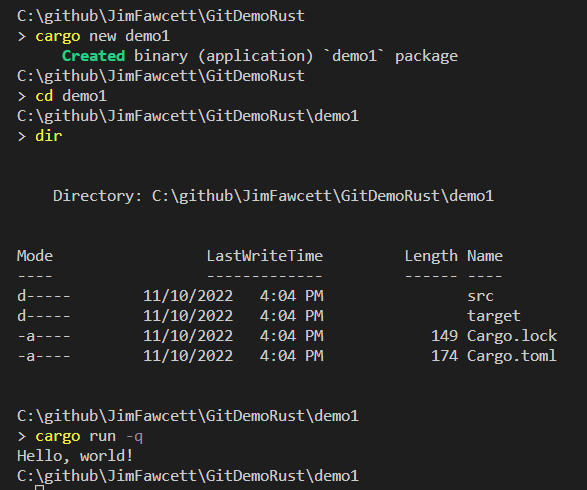 C:\github\JimFawcett\GitDemoRust
> cargo new demo1
Created binary (application) `demo1` package
C:\github\JimFawcett\GitDemoRust
> cd demo1
C:\github\JimFawcett\GitDemoRust\demo1
> dir
Directory: C:\github\JimFawcett\GitDemoRust\demo1
Mode LastWriteTime Length Name
---- ------------- ------ ----
d----- 11/10/2022 4:04 PM src
d----- 11/10/2022 4:04 PM target
-a---- 11/10/2022 4:04 PM 149 Cargo.lock
-a---- 11/10/2022 4:04 PM 174 Cargo.toml
C:\github\JimFawcett\GitDemoRust\demo1
> cargo run -q
Hello, world!
C:\github\JimFawcett\GitDemoRust\demo1